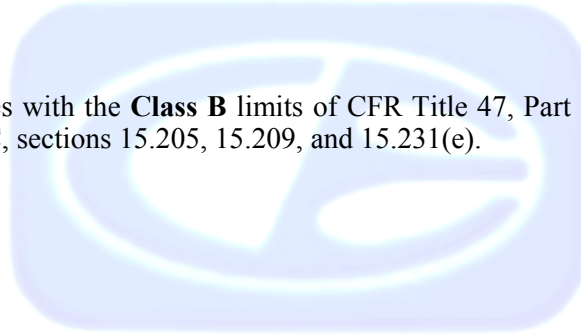 with the Class B limits of CFR Title 47, Part
, sections 15.205, 15.209, and 15.231(e).